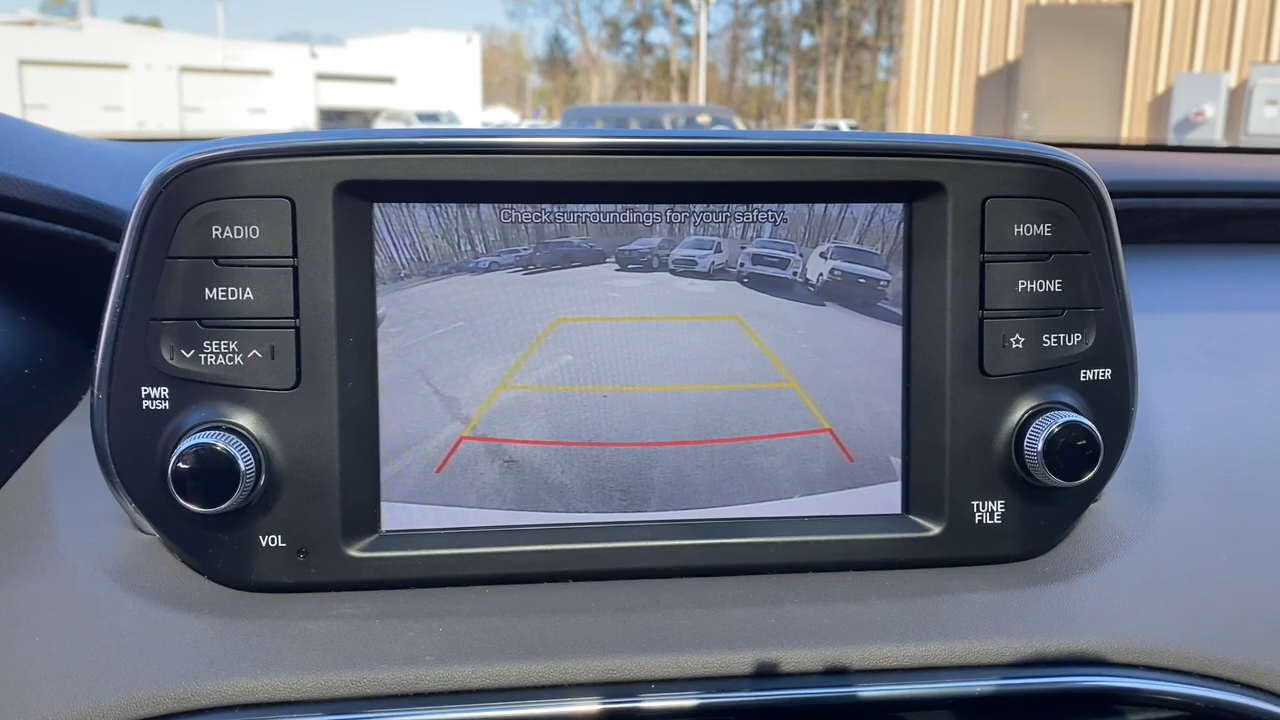 Check surroundings for your safety.
RADIO
MEDIA
SEEK
TRACK
PWR
PUSH
VOL
HOME
PHONE
SETUP
ENTER
TUNE
FILE